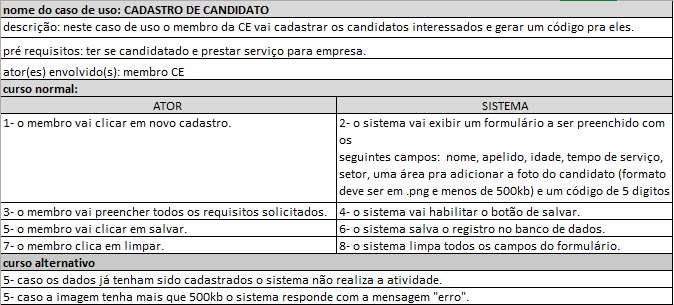 nome do caso de uso: CADASTRO DE CANDIDATO
descrição: neste caso de uso o membro da CE vai cadastrar os candidatos interessados e gerar um código pra eles.
pré requisitos: ter se candidatado e prestar serviço para empresa.
ator(es) envolvido(s): membro CE
curso normal:
ATOR
SISTEMA
1- o membro vai clicar em novo cadastro.
2- o sistema vai exibir um formulário a ser preenchido com
os
seguintes campos: nome, apelido, idade, tempo de serviço,
setor, uma área pra adicionar a foto do candidato (formato
deve ser em .png e menos de 500kb) e um código de 5 digitos
3- o membro vai preencher todos os requisitos solicitados.
4- o sistema vai habilitar o botão de salvar.
5- o membro vai clicar em salvar.
6- o sistema salva o registro no banco de dados.
7- o membro clica em limpar.
8- o sistema limpa todos os campos do formulário.
curso alternativo
5- caso os dados já tenham sido cadastrados o sistema não realiza a atividade.
5- caso a imagem tenha mais que 500kb o sistema responde com a mensagem "erro".